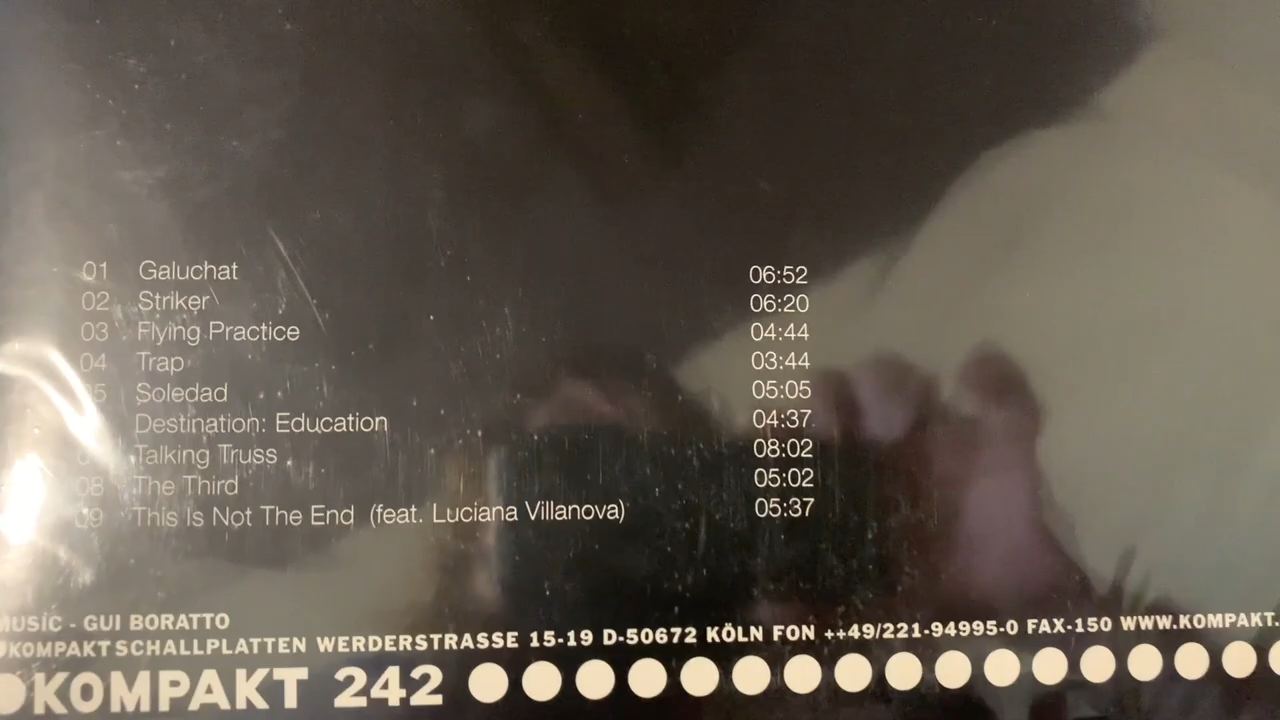 01 Galuchat 06:52
02 Striker 06:20
03 Flying Practice 04:44
04 Trap 03:44
05 Soledad 05:05
Destination: Education 04:37
Talking Truss 08:02
08 The Third 05:02
09 This Is Not The End (feat. Luciana Villanova) 05:37
MUSIC - GUI BORATTO
KOMPAKT SCHALLPLATTEN WERDERSTRASSE 15-19 D-50672 KÖLN FON ++49/221-94995-0 FAX-150 WWW.KOMPAKT.
KOMPAKT 242